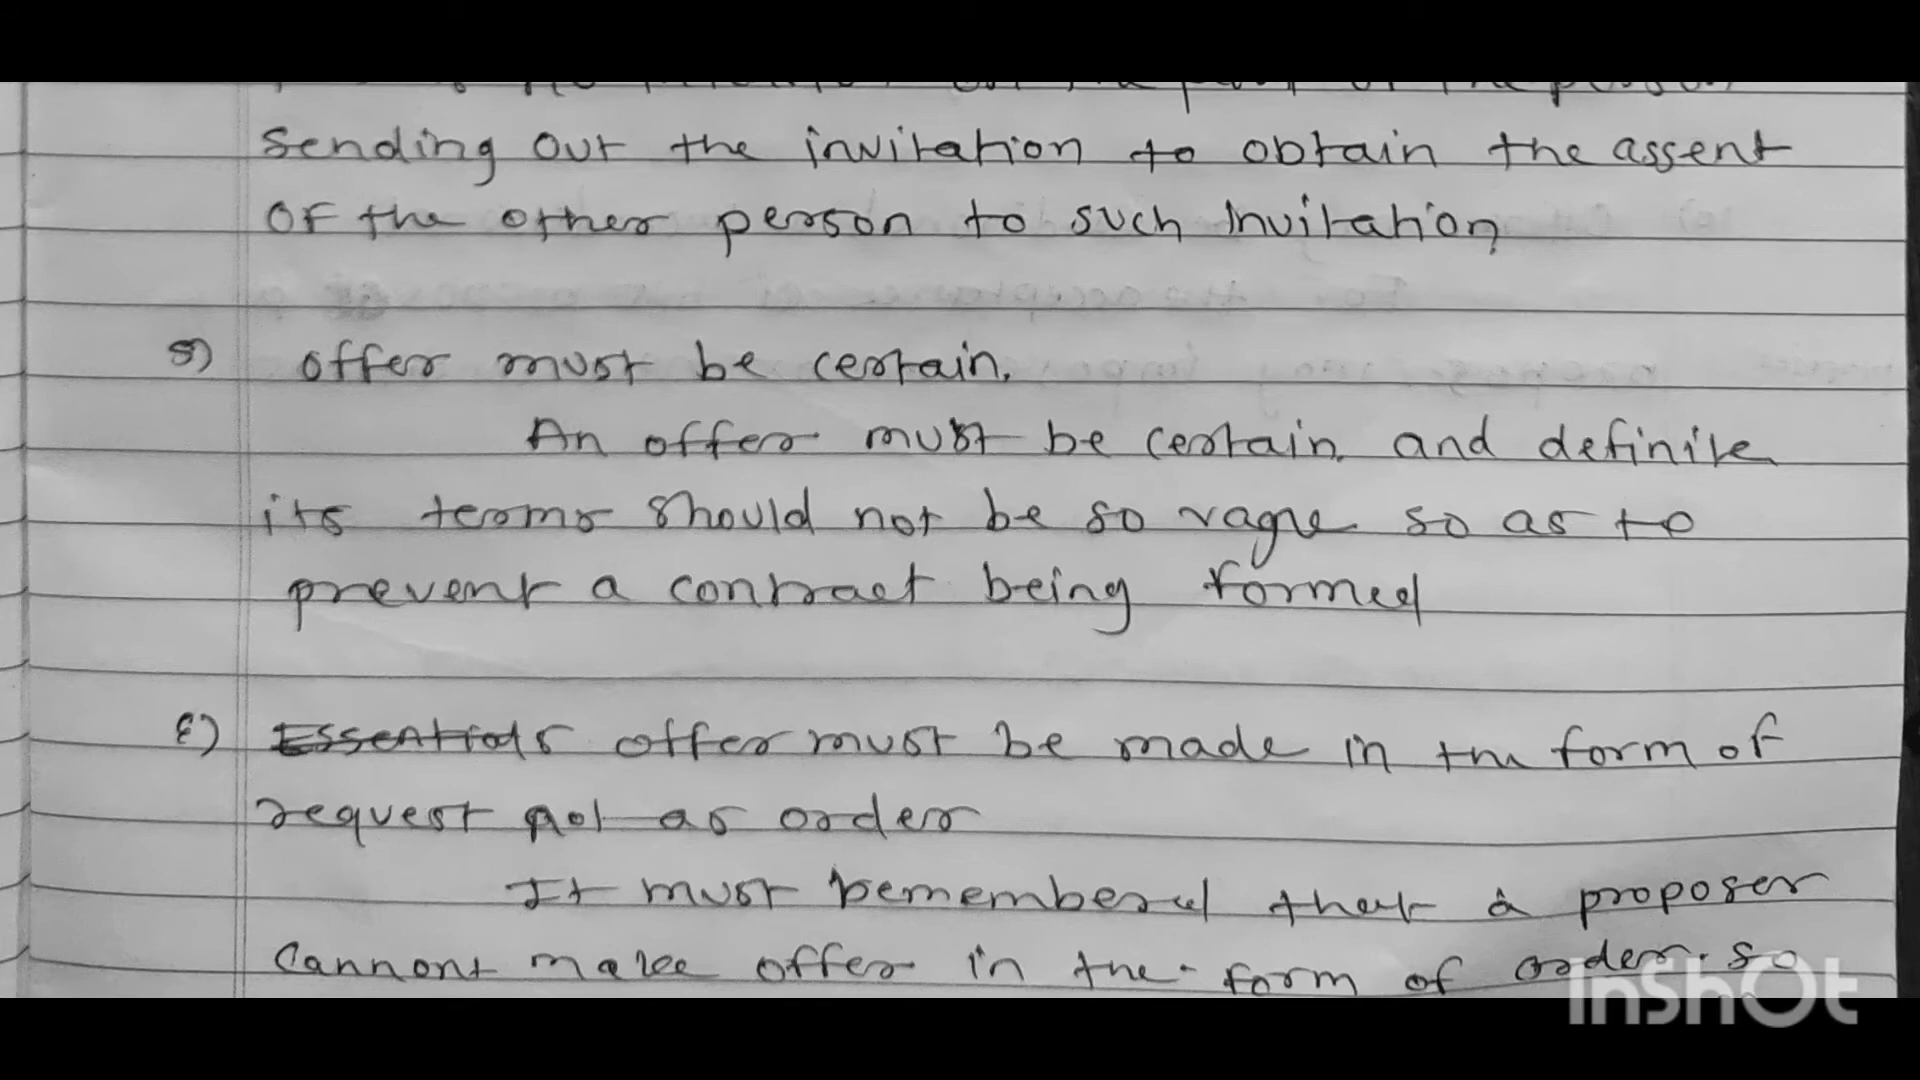 sending out the invitation to obtain the assent
of the other person to such Invitation
5) offer must be certain.
An offer must be certain and definite
its terms should not be so vague so as to
prevent a contract being formed
6) Essentials offer must be made in the form of
request not as order
It must bemembered that a proposer
Cannont make offer in the form of order. so
InShOt